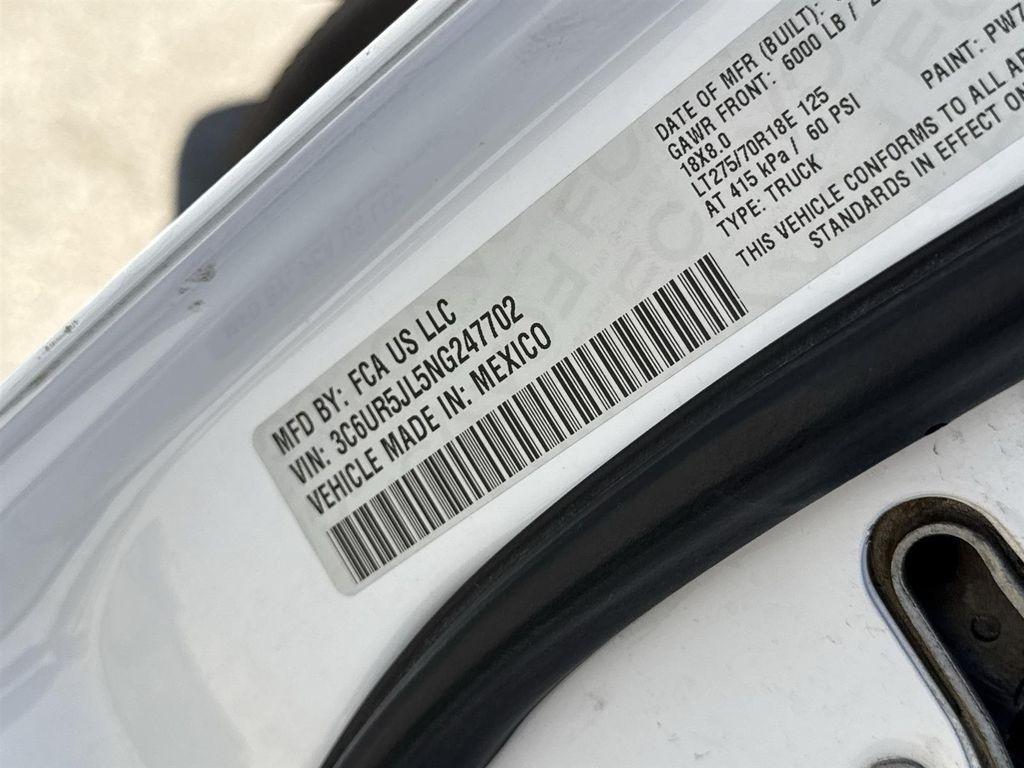 MFD BY: FCA US LLC
VIN: 3C6UR5JL5NG247702
VEHICLE MADE IN: MEXICO
DATE OF MFR (BUILT):
GAWR FRONT: 6000 LB /
18X8.0
LT275/70R18E 125
AT 415 kPa / 60 PSI
TYPE: TRUCK
PAINT: PW7
THIS VEHICLE CONFORMS TO ALL
STANDARDS IN EFFECT ON